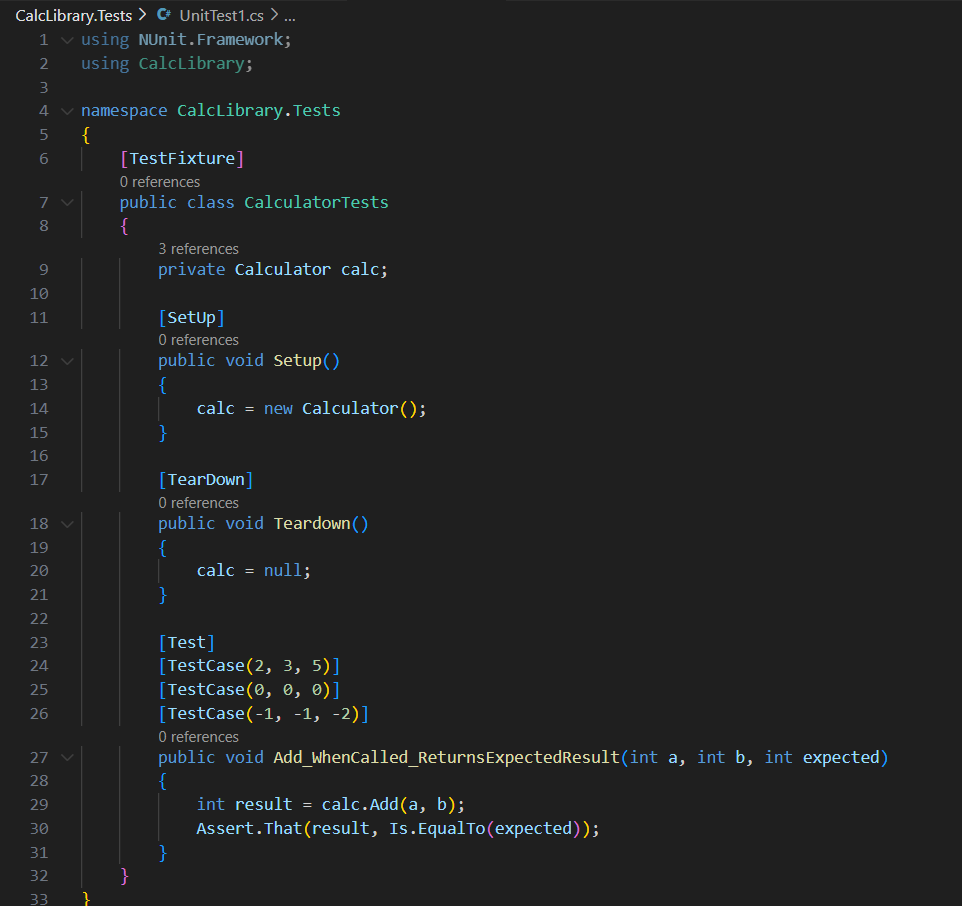 CalcLibrary.Tests > C# UnitTest1.cs > ...
1 using NUnit.Framework;
2 using CalcLibrary;
3
4 namespace CalcLibrary.Tests
5 {
6 [TestFixture]
0 references
7 public class CalculatorTests
8 {
3 references
9 private Calculator calc;
10
11 [SetUp]
0 references
12 public void Setup()
13 {
14 calc = new Calculator();
15 }
16
17 [TearDown]
0 references
18 public void Teardown()
19 {
20 calc = null;
21 }
22
23 [Test]
24 [TestCase(2, 3, 5)]
25 [TestCase(0, 0, 0)]
26 [TestCase(-1, -1, -2)]
0 references
27 public void Add_WhenCalled_ReturnsExpectedResult(int a, int b, int expected)
28 {
29 int result = calc.Add(a, b);
30 Assert.That(result, Is.EqualTo(expected));
31 }
32 }
33 }